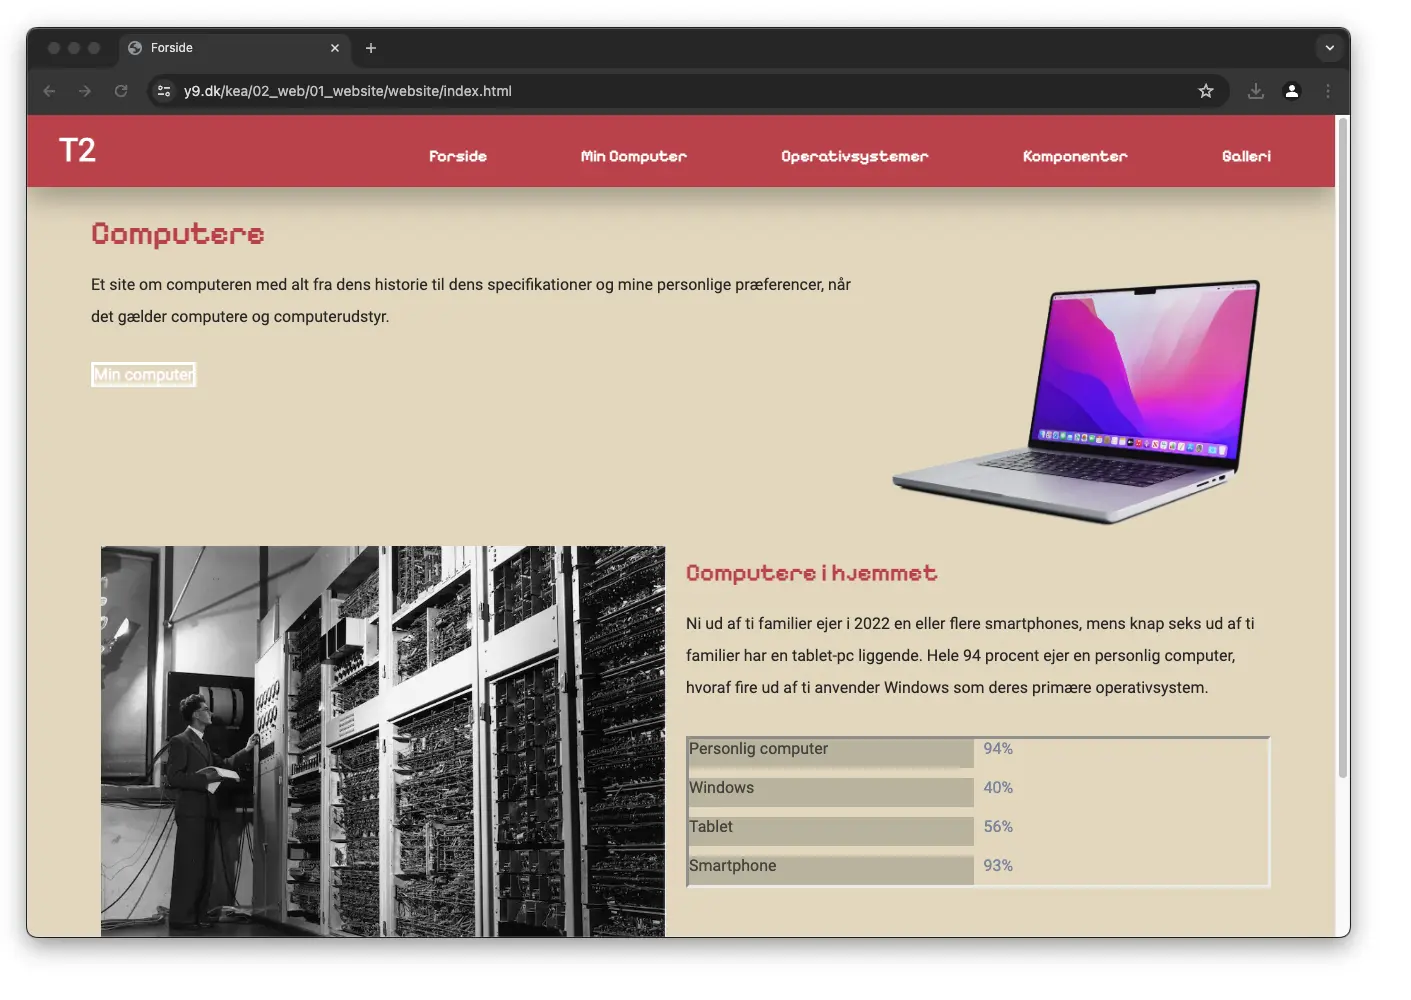 Forside
y9.dk/kea/02_web/01_website/website/index.html
T2
Forside
Min Computer
Operativsystemer
Komponenter
Galleri
Computere
Et site om computeren med alt fra dens historie til dens specifikationer og mine personlige præferencer, når
det gælder computere og computerudstyr.
Min computer
Computere i hjemmet
Ni ud af ti familier ejer i 2022 en eller flere smartphones, mens knap seks ud af ti
familier har en tablet-pc liggende. Hele 94 procent ejer en personlig computer,
hvoraf fire ud af ti anvender Windows som deres primære operativsystem.
Personlig computer 94%
Windows 40%
Tablet 56%
Smartphone 93%